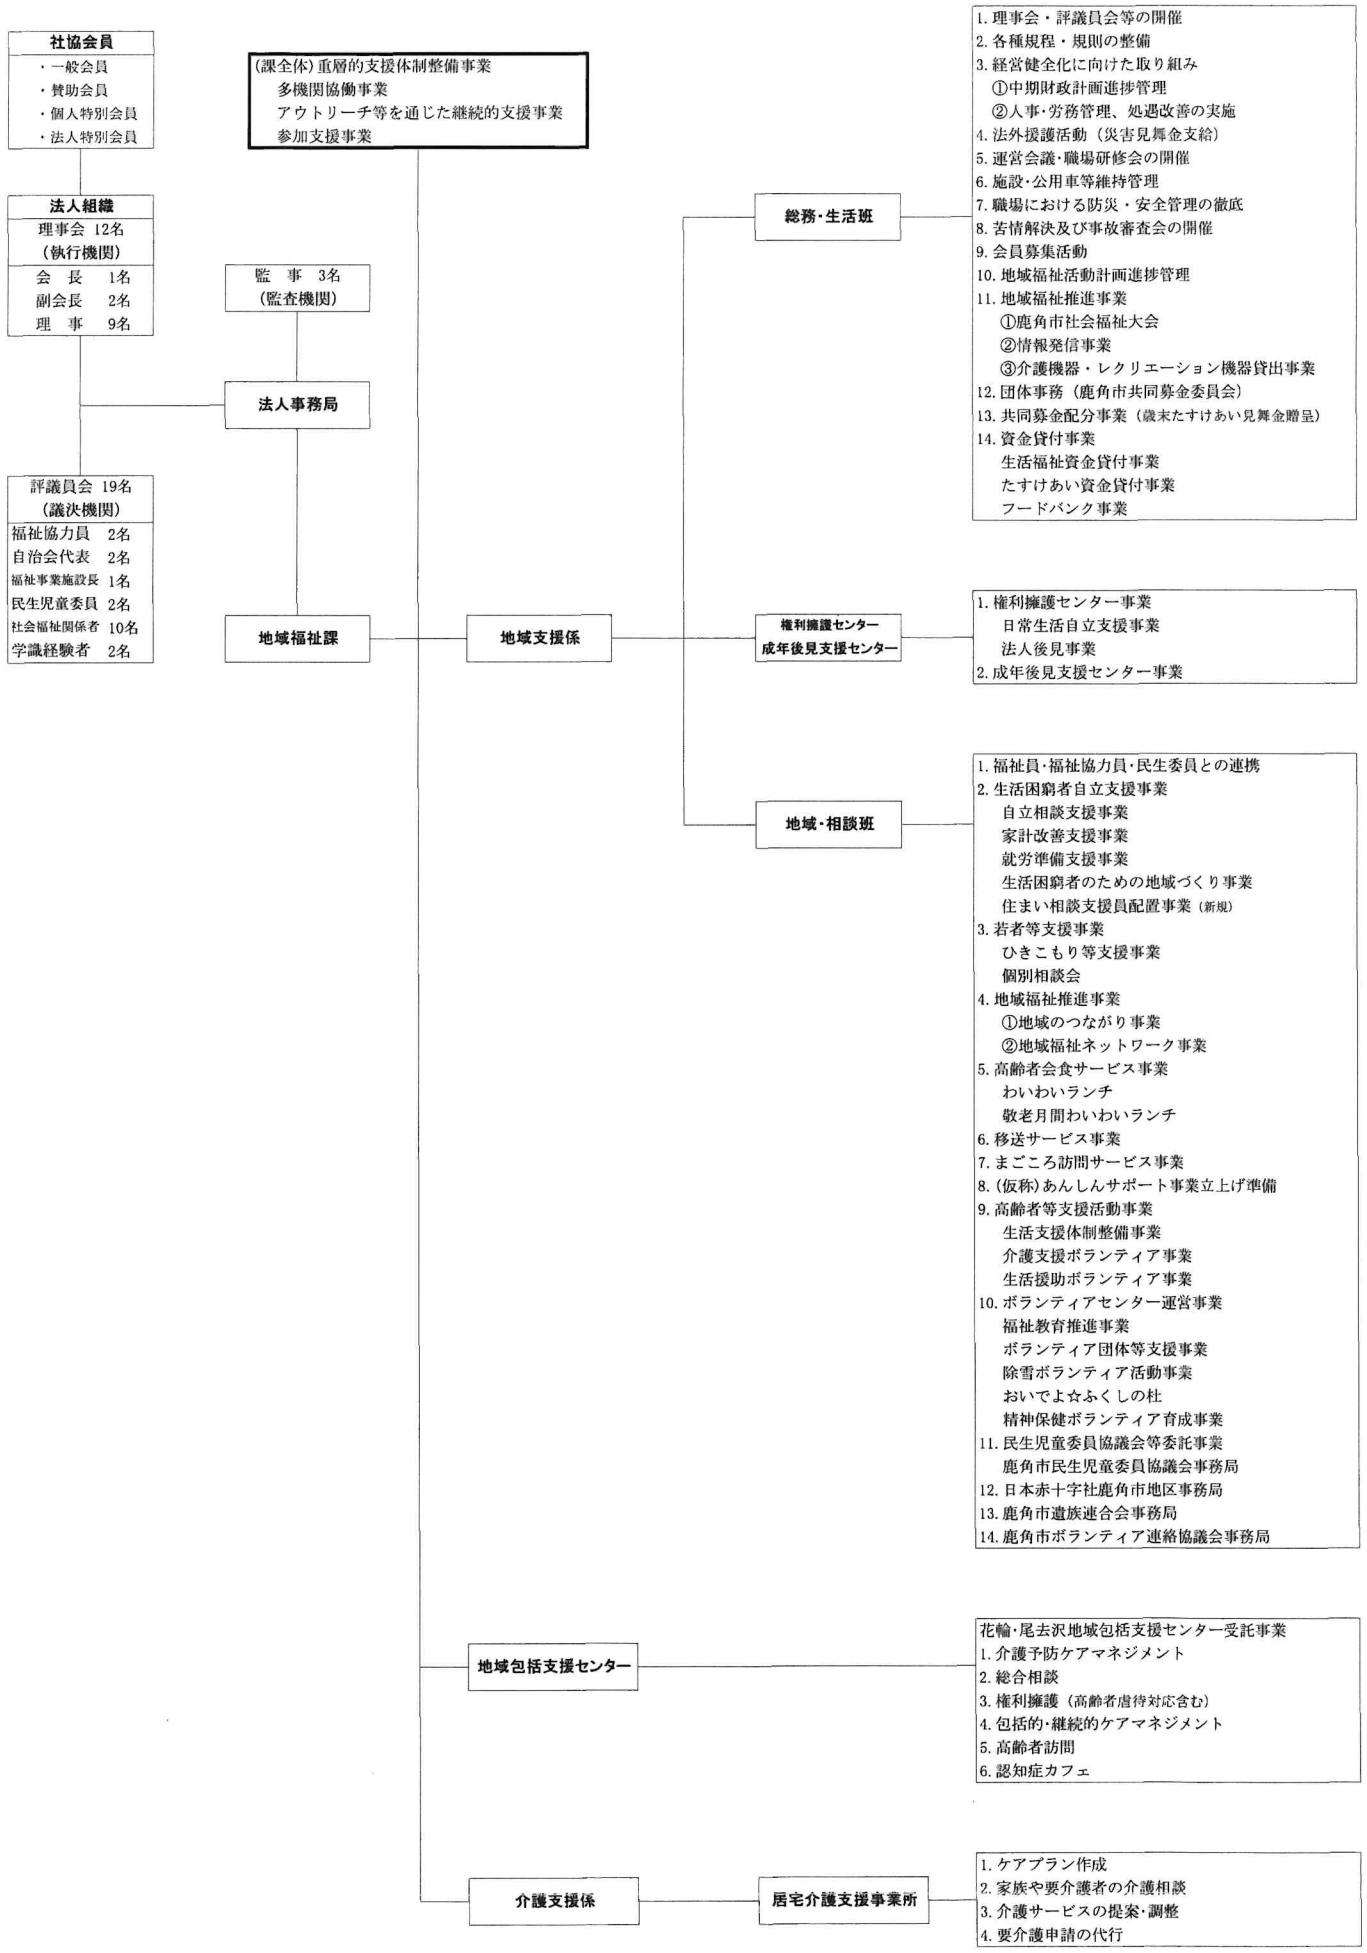 社協会員
・一般会員
・賛助会員
・個人特別会員
・法人特別会員
法人組織
理事会 12名
(執行機関)
会　長　1名
副会長　2名
理　事　9名
評議員会 19名
(議決機関)
福祉協力員　2名
自治会代表　2名
福祉事業施設長　1名
民生児童委員　2名
社会福祉関係者　10名
学識経験者　2名
(課全体)重層的支援体制整備事業
多機関協働事業
アウトリーチ等を通じた継続的支援事業
参加支援事業
監　事　3名
(監査機関)
法人事務局
地域福祉課
地域支援係
総務・生活班
1. 理事会・評議員会等の開催
2. 各種規程・規則の整備
3. 経営健全化に向けた取り組み
①中期財政計画進捗管理
②人事・労務管理、処遇改善の実施
4. 法外援護活動（災害見舞金支給）
5. 運営会議・職場研修会の開催
6. 施設・公用車等維持管理
7. 職場における防災・安全管理の徹底
8. 苦情解決及び事故審査会の開催
9. 会員募集活動
10. 地域福祉活動計画進捗管理
11. 地域福祉推進事業
①鹿角市社会福祉大会
②情報発信事業
③介護機器・レクリエーション機器貸出事業
12. 団体事務（鹿角市共同募金委員会）
13. 共同募金配分事業（歳末たすけあい見舞金贈呈）
14. 資金貸付事業
生活福祉資金貸付事業
たすけあい資金貸付事業
フードバンク事業
権利擁護センター
成年後見支援センター
1. 権利擁護センター事業
日常生活自立支援事業
法人後見事業
2. 成年後見支援センター事業
地域・相談班
1. 福祉員・福祉協力員・民生委員との連携
2. 生活困窮者自立支援事業
自立相談支援事業
家計改善支援事業
就労準備支援事業
生活困窮者のための地域づくり事業
住まい相談支援員配置事業（新規）
3. 若者等支援事業
ひきこもり等支援事業
個別相談会
4. 地域福祉推進事業
①地域のつながり事業
②地域福祉ネットワーク事業
5. 高齢者会食サービス事業
わいわいランチ
敬老月間わいわいランチ
6. 移送サービス事業
7. まごころ訪問サービス事業
8. (仮称)あんしんサポート事業立上げ準備
9. 高齢者等支援活動事業
生活支援体制整備事業
介護支援ボランティア事業
生活援助ボランティア事業
10. ボランティアセンター運営事業
福祉教育推進事業
ボランティア団体等支援事業
除雪ボランティア活動事業
おいでよ☆ふくしの杜
精神保健ボランティア育成事業
11. 民生児童委員協議会等委託事業
鹿角市民生児童委員協議会事務局
12. 日本赤十字社鹿角市地区事務局
13. 鹿角市遺族連合会事務局
14. 鹿角市ボランティア連絡協議会事務局
地域包括支援センター
花輪・尾去沢地域包括支援センター受託事業
1. 介護予防ケアマネジメント
2. 総合相談
3. 権利擁護（高齢者虐待対応含む）
4. 包括的・継続的ケアマネジメント
5. 高齢者訪問
6. 認知症カフェ
介護支援係
居宅介護支援事業所
1. ケアプラン作成
2. 家族や要介護者の介護相談
3. 介護サービスの提案・調整
4. 要介護申請の代行